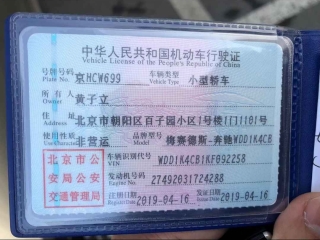 中华人民共和国机动车行驶证
Vehicle License of the People's Republic of China
号牌号码 京HCW699 车辆类型 小型轿车
Plate No. Vehicle Type
所有人 黄子立
Owner
住址 北京市朝阳区百子园小区1号楼1门1101号
Address
使用性质 非营运 品牌型号 梅赛德斯-奔驰WDD1K4CB
Use Character Model
北京市公安局公安交通管理局
车辆识别代号 WDD1K4CB1KF092258
VIN
发动机号码 27492031724288
Engine No.
注册日期 2019-04-16 发证日期 2019-04-16
Register Date Issue Date